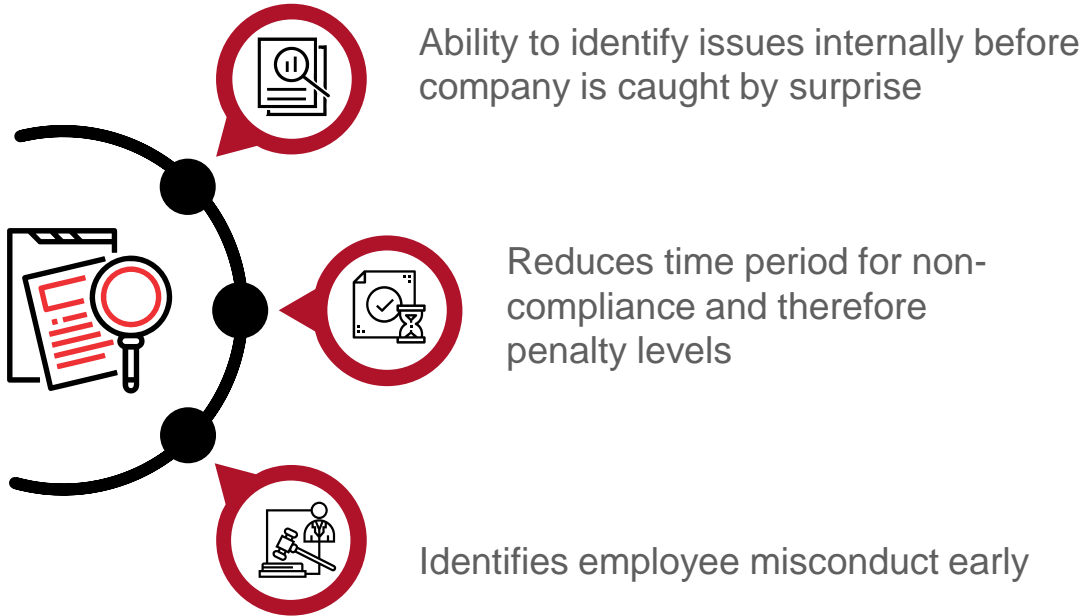 Ability to identify issues internally before
company is caught by surprise
Reduces time period for non-
compliance and therefore
penalty levels
Identifies employee misconduct early